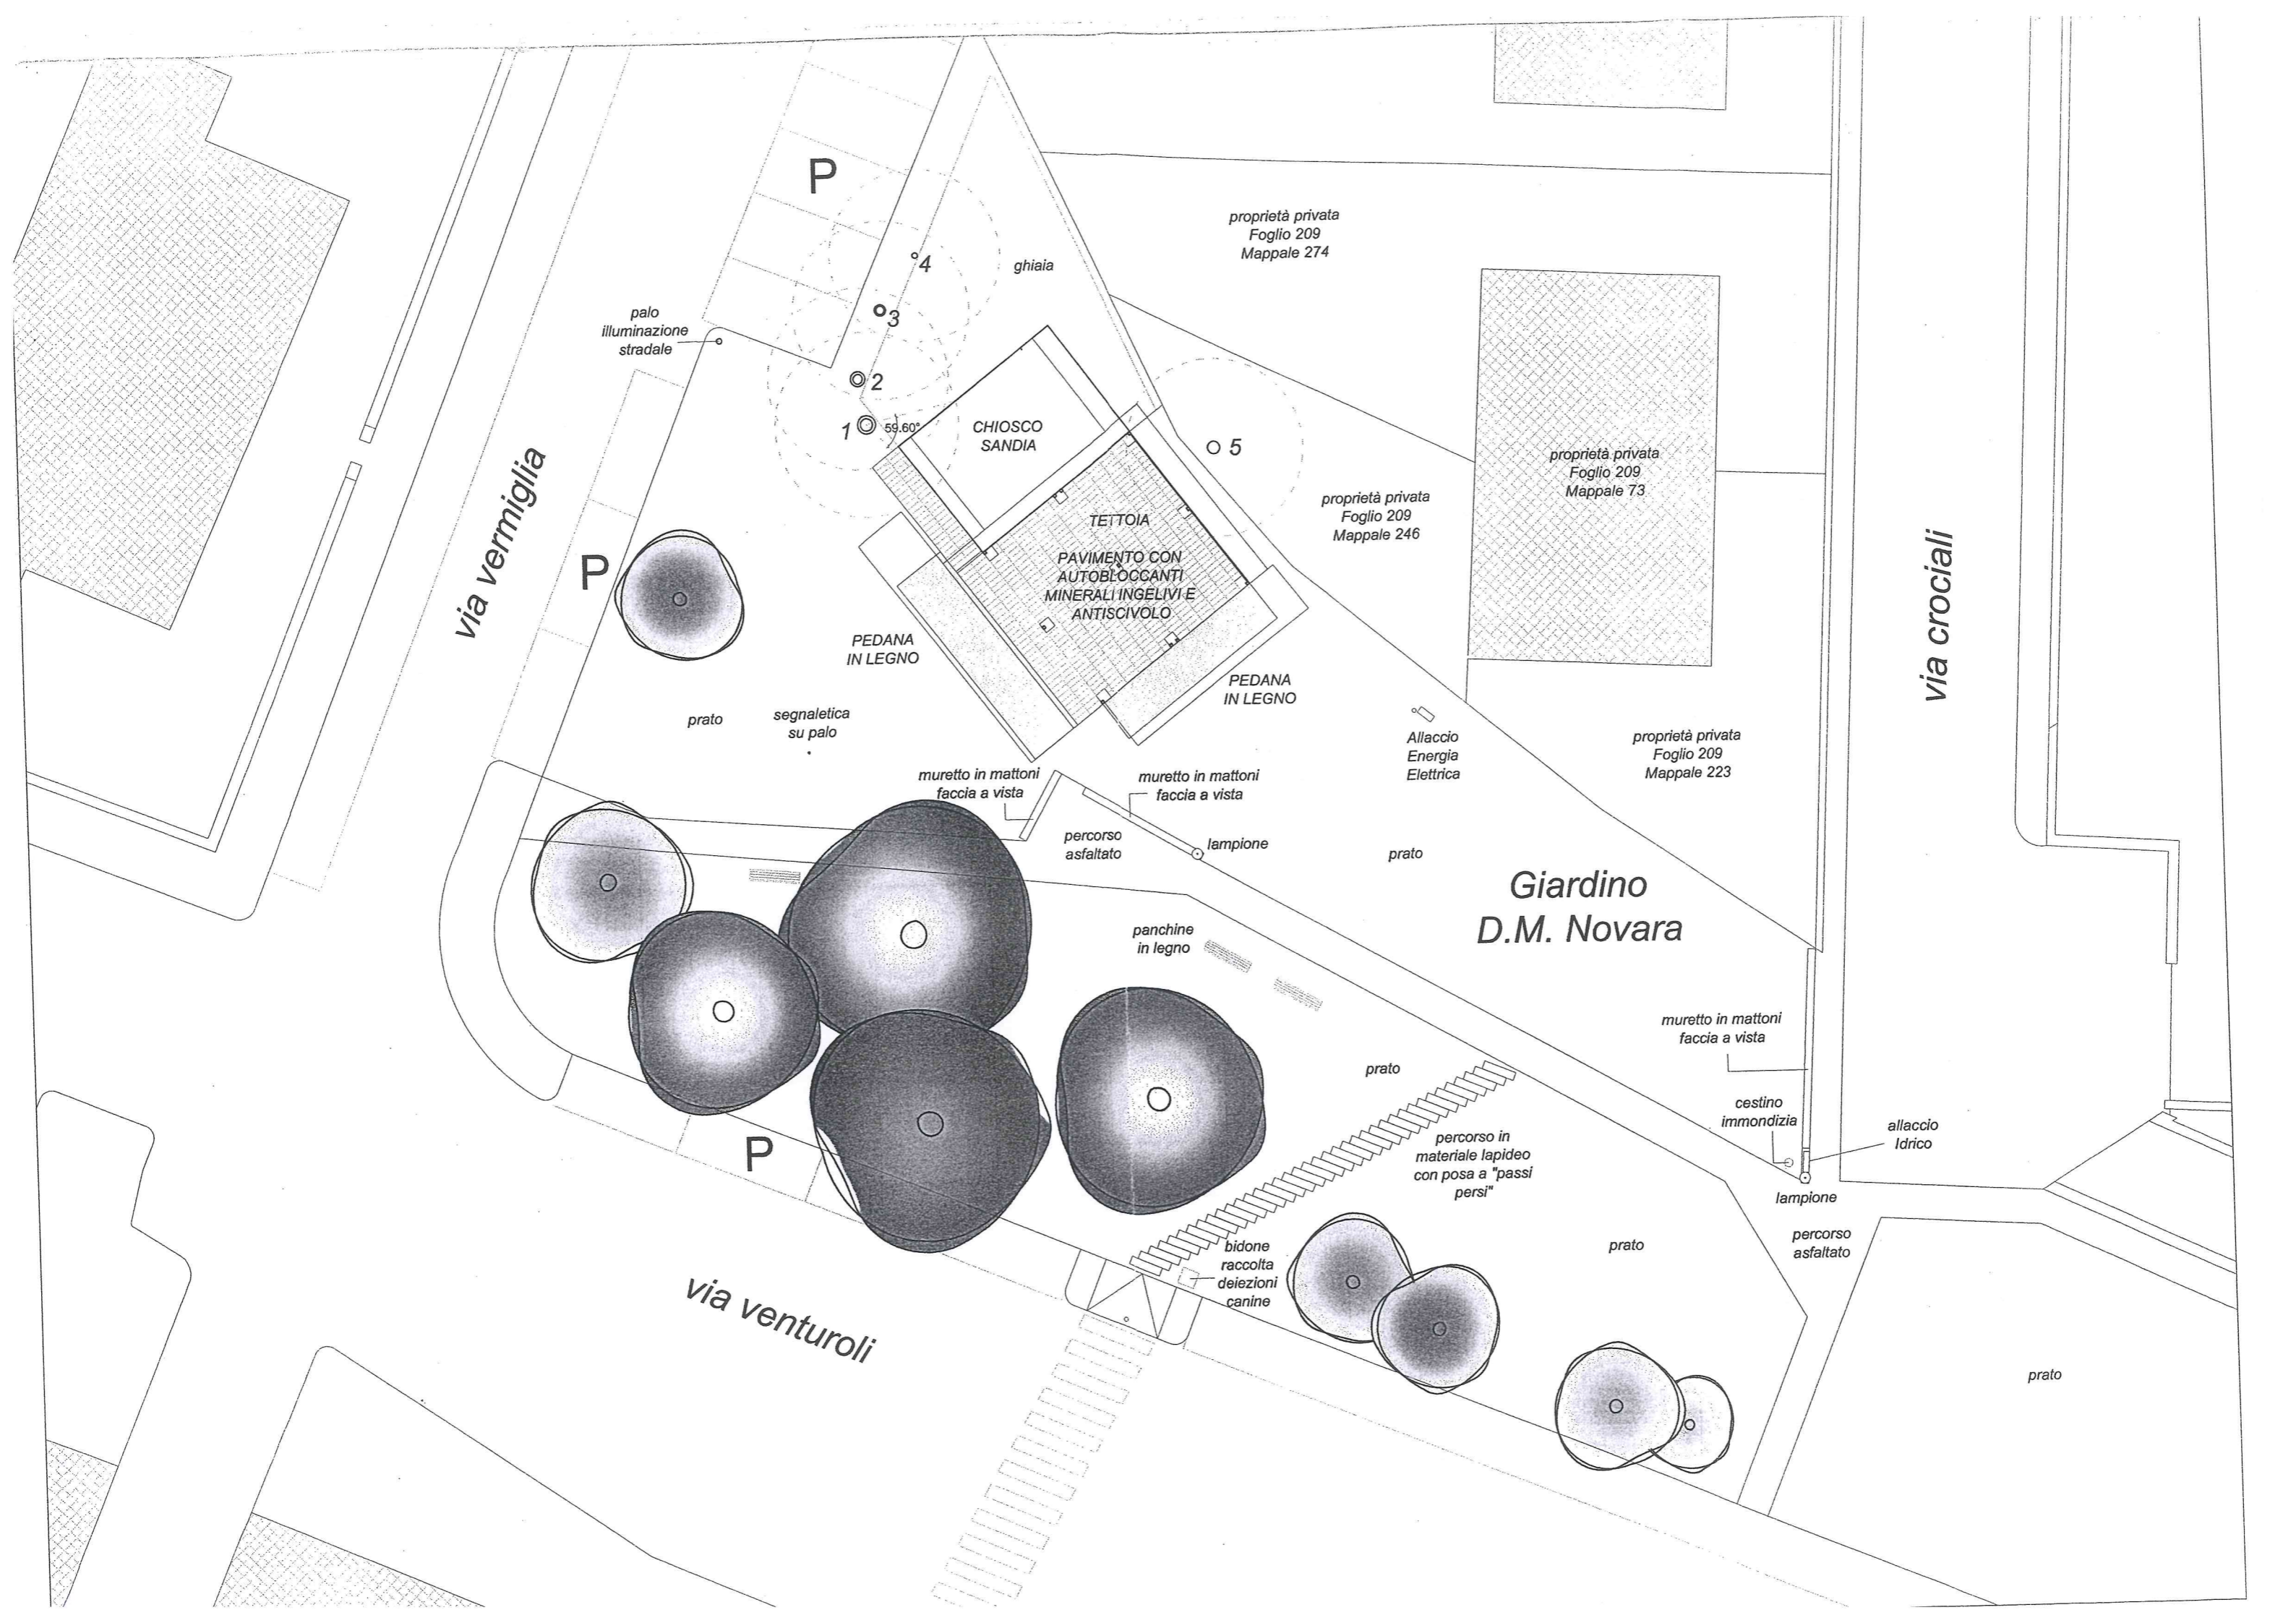 P
proprietà privata
Foglio 209
Mappale 274
4
ghiaia
palo
illuminazione
stradale
3
2
1
59.60°
CHIOSCO
SANDIA
5
proprietà privata
Foglio 209
Mappale 73
proprietà privata
Foglio 209
Mappale 246
via vermiglia
P
TETTOIA
PAVIMENTO CON
AUTOBLOCCANTI
MINERALI INGELIVI E
ANTISCIVOLO
via crociali
PEDANA
IN LEGNO
PEDANA
IN LEGNO
prato
segnaletica
su palo
Allaccio
Energia
Elettrica
proprietà privata
Foglio 209
Mappale 223
muretto in mattoni
faccia a vista
muretto in mattoni
faccia a vista
percorso
asfaltato
lampione
prato
Giardino
D.M. Novara
panchine
in legno
muretto in mattoni
faccia a vista
prato
cestino
immondizia
allaccio
Idrico
P
percorso in
materiale lapideo
con posa a "passi
persi"
lampione
percorso
asfaltato
bidone
raccolta
deiezioni
canine
prato
via venturoli
prato